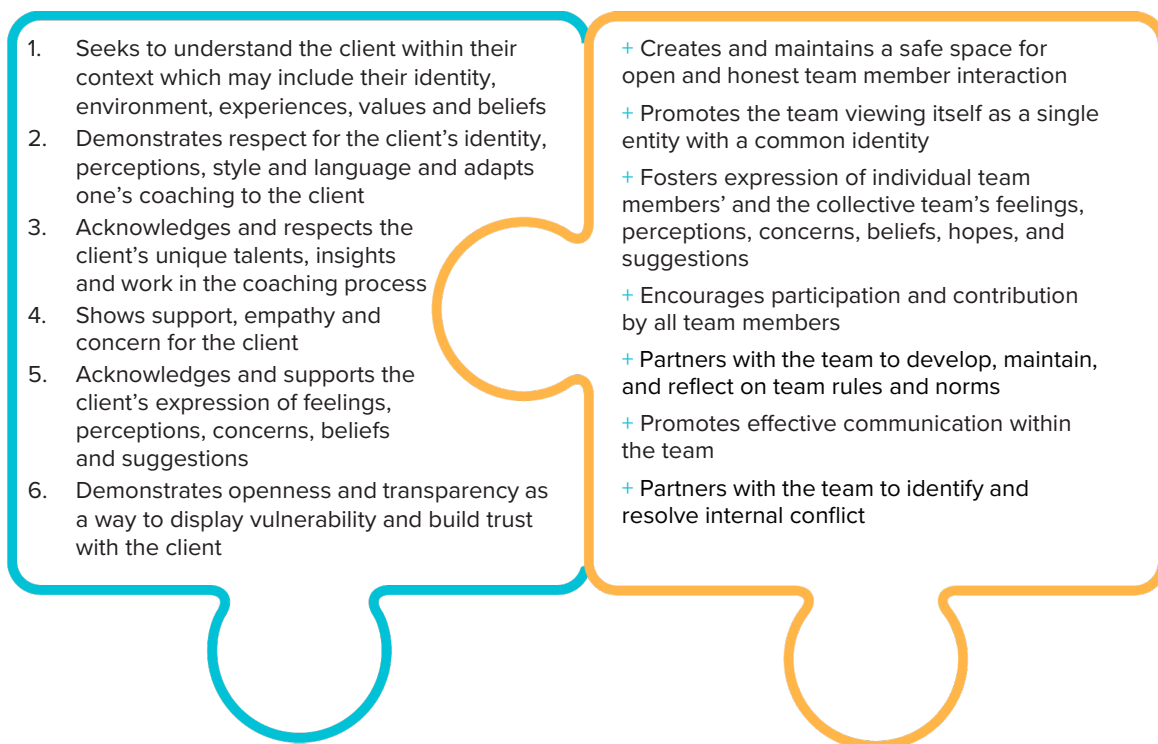 1. Seeks to understand the client within their
context which may include their identity,
environment, experiences, values and beliefs
2. Demonstrates respect for the client’s identity,
perceptions, style and language and adapts
one’s coaching to the client
3. Acknowledges and respects the
client’s unique talents, insights
and work in the coaching process
4. Shows support, empathy and
concern for the client
5. Acknowledges and supports the
client’s expression of feelings,
perceptions, concerns, beliefs
and suggestions
6. Demonstrates openness and transparency as
a way to display vulnerability and build trust
with the client
+ Creates and maintains a safe space for
open and honest team member interaction
+ Promotes the team viewing itself as a single
entity with a common identity
+ Fosters expression of individual team
members’ and the collective team’s feelings,
perceptions, concerns, beliefs, hopes, and
suggestions
+ Encourages participation and contribution
by all team members
+ Partners with the team to develop, maintain,
and reflect on team rules and norms
+ Promotes effective communication within
the team
+ Partners with the team to identify and
resolve internal conflict